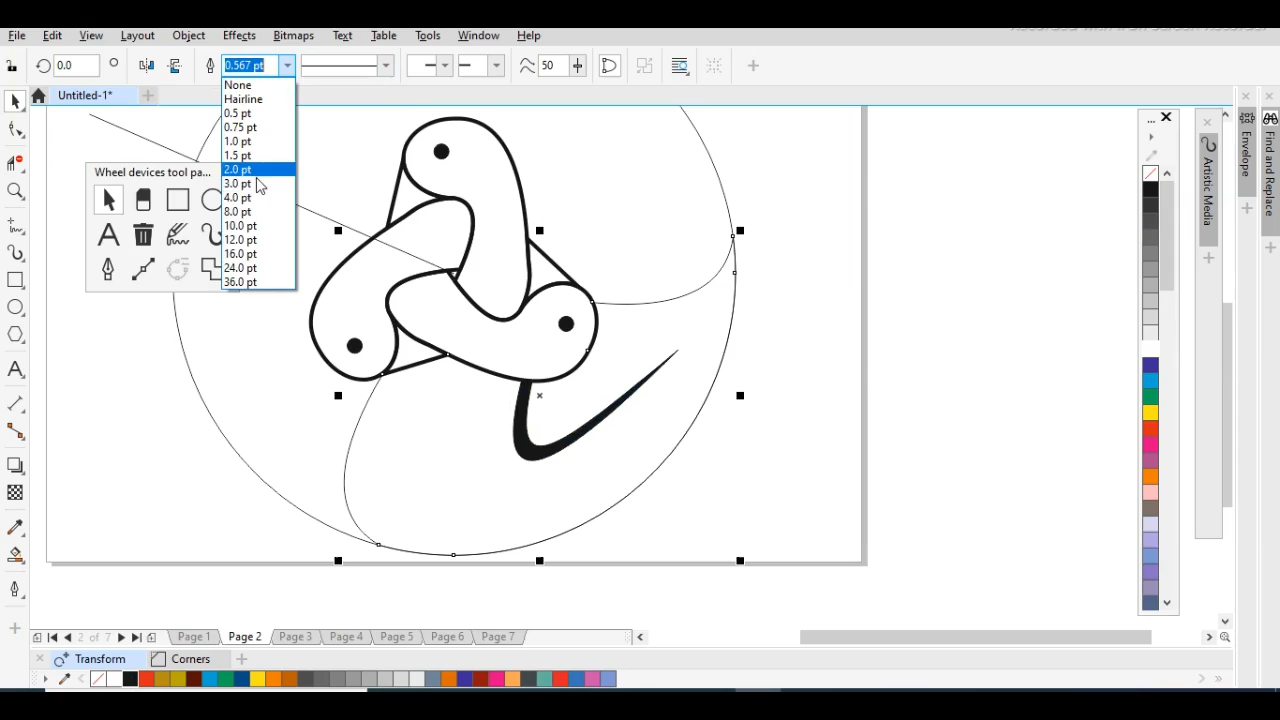 File Edit View Layout Object Effects Bitmaps Text Table Tools Window Help
0.0
0.567 pt
50
Untitled-1*
None
Hairline
0.5 pt
0.75 pt
1.0 pt
1.5 pt
2.0 pt
3.0 pt
4.0 pt
8.0 pt
10.0 pt
12.0 pt
16.0 pt
24.0 pt
36.0 pt
Wheel devices tool pa...
Artistic Media
Envelope
Find and Replace
2 of 7
Page 1 Page 2 Page 3 Page 4 Page 5 Page 6 Page 7
Transform Corners